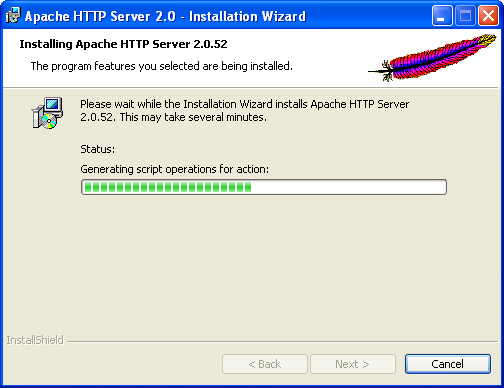 Apache HTTP Server 2.0 - Installation Wizard
Installing Apache HTTP Server 2.0.52
The program features you selected are being installed.
Please wait while the Installation Wizard installs Apache HTTP Server
2.0.52. This may take several minutes.
Status:
Generating script operations for action:
InstallShield
< Back
Next >
Cancel